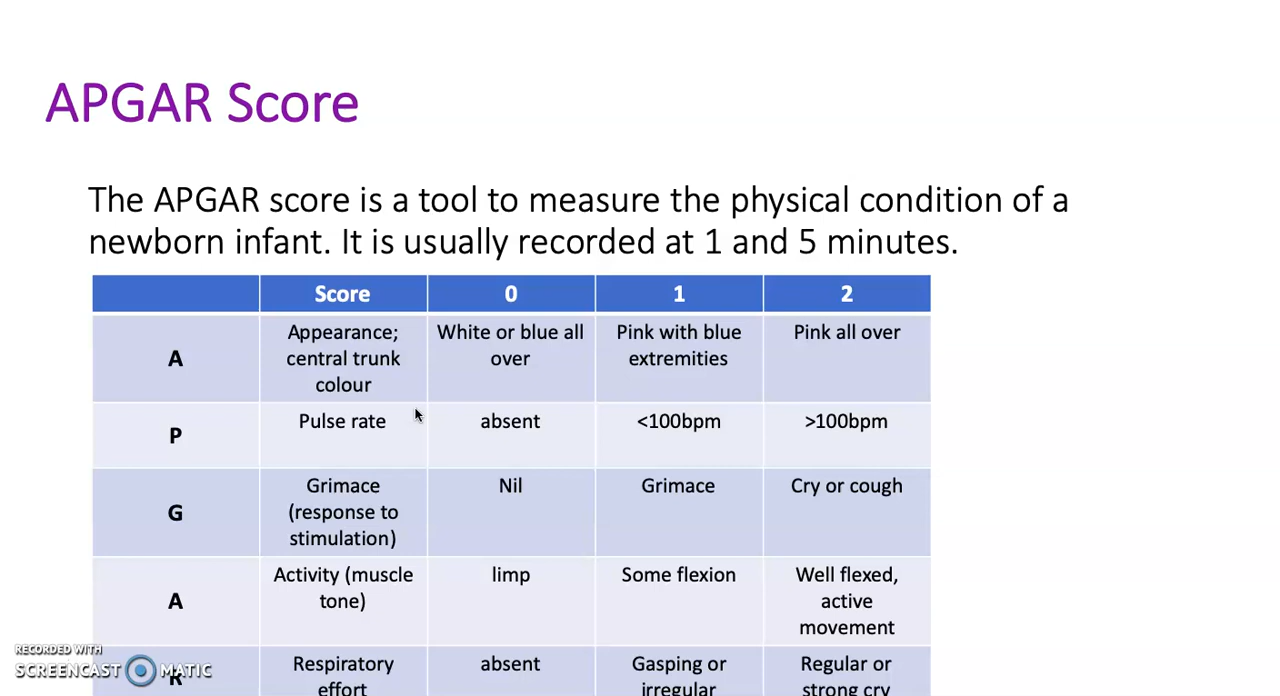 APGAR Score
The APGAR score is a tool to measure the physical condition of a
newborn infant. It is usually recorded at 1 and 5 minutes.
Score 0 1 2
A
Appearance;
central trunk
colour
White or blue all
over
Pink with blue
extremities
Pink all over
P
Pulse rate
absent
<100bpm
>100bpm
G
Grimace
(response to
stimulation)
Nil
Grimace
Cry or cough
A
Activity (muscle
tone)
limp
Some flexion
Well flexed,
active
movement
R
Respiratory
effort
absent
Gasping or
irregular
Regular or
strong cry
RECORDED WITH
SCREENCAST MATIC